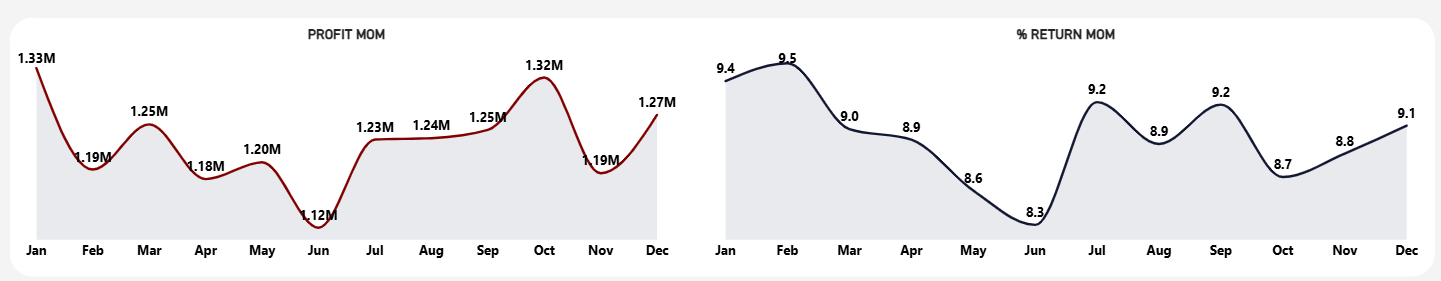 PROFIT MOM
1.33M
1.19M
1.25M
1.18M
1.20M
1.12M
1.23M
1.24M
1.25M
1.32M
1.19M
1.27M
Jan Feb Mar Apr May Jun Jul Aug Sep Oct Nov Dec
% RETURN MOM
9.4
9.5
9.0
8.9
8.6
8.3
9.2
8.9
9.2
8.7
8.8
9.1
Jan Feb Mar Apr May Jun Jul Aug Sep Oct Nov Dec